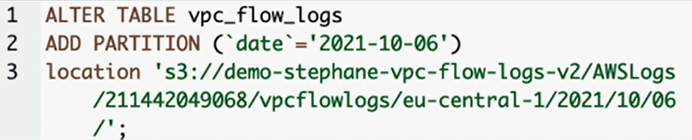 1 ALTER TABLE vpc_flow_logs
2 ADD PARTITION (`date`='2021-10-06')
3 location 's3://demo-stephane-vpc-flow-logs-v2/AWSLogs
/211442049068/vpcflowlogs/eu-central-1/2021/10/06
/';